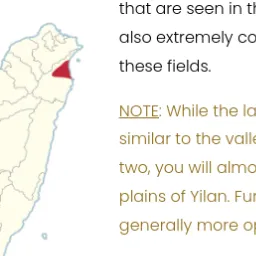 that are seen in th
also extremely co
these fields.
NOTE: While the la
similar to the valle
two, you will almo
plains of Yilan. Fur
generally more op